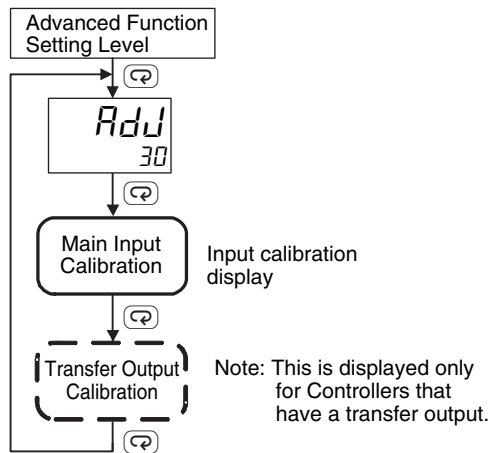 Advanced Function
Setting Level
AdJ
30
Main Input
Calibration
Input calibration
display
Transfer Output
Calibration
Note: This is displayed only
for Controllers that
have a transfer output.